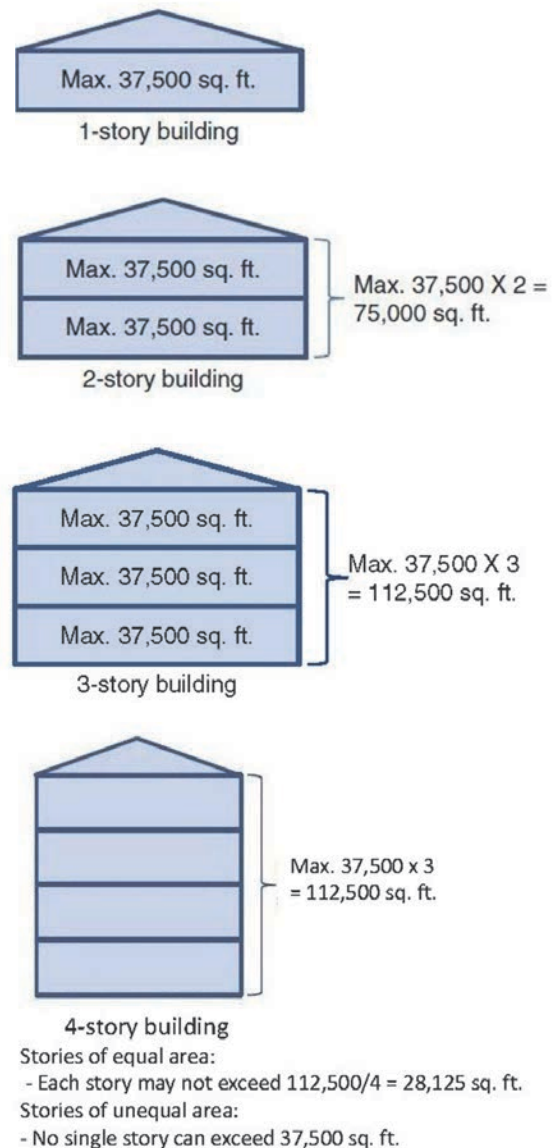 Max. 37,500 sq. ft.
1-story building
Max. 37,500 sq. ft.
Max. 37,500 sq. ft.
Max. 37,500 X 2 =
75,000 sq. ft.
2-story building
Max. 37,500 sq. ft.
Max. 37,500 sq. ft.
Max. 37,500 sq. ft.
Max. 37,500 X 3
= 112,500 sq. ft.
3-story building
Max. 37,500 x 3
= 112,500 sq. ft.
4-story building
Stories of equal area:
- Each story may not exceed 112,500/4 = 28,125 sq. ft.
Stories of unequal area:
- No single story can exceed 37,500 sq. ft.